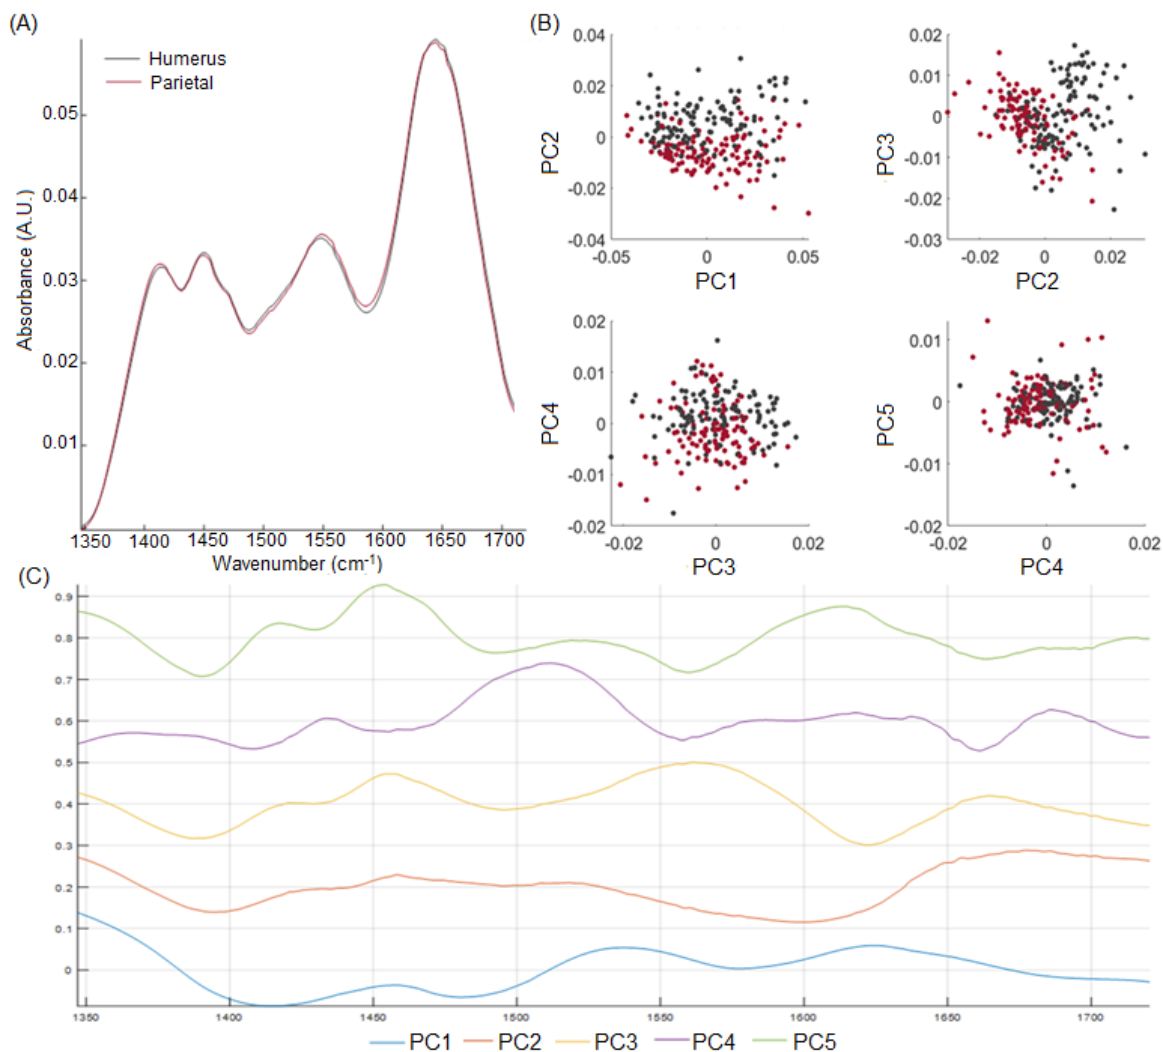 (A)
Humerus
Parietal
Absorbance (A.U.)
0.05
0.04
0.03
0.02
0.01
1350 1400 1450 1500 1550 1600 1650 1700
Wavenumber (cm-1)
(B)
PC2
0.04
0.02
0
-0.02
-0.04
-0.05 0 0.05
PC1
PC3
0.02
0.01
0
-0.01
-0.02
-0.03
-0.02 0 0.02
PC2
PC4
0.02
0.01
0
-0.01
-0.02
-0.02 0 0.02
PC3
PC5
0.01
0
-0.01
-0.02
-0.02 0 0.02
PC4
(C)
0.9
0.8
0.7
0.6
0.5
0.4
0.3
0.2
0.1
0
1350 1400 1450 1500 1550 1600 1650 1700
PC1 PC2 PC3 PC4 PC5